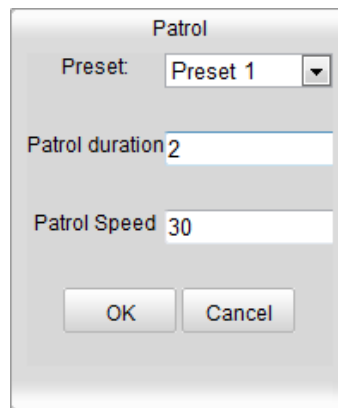 Patrol
Preset: Preset 1
Patrol duration 2
Patrol Speed 30
OK Cancel